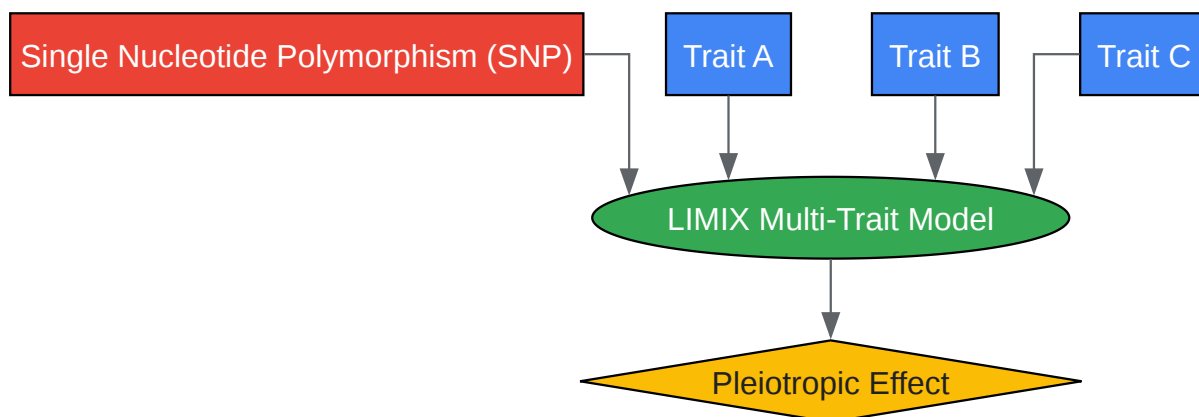 Single Nucleotide Polymorphism (SNP)
Trait A
Trait B
Trait C
LIMIX Multi-Trait Model
Pleiotropic Effect